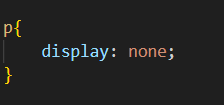 p{
    display: none;
}